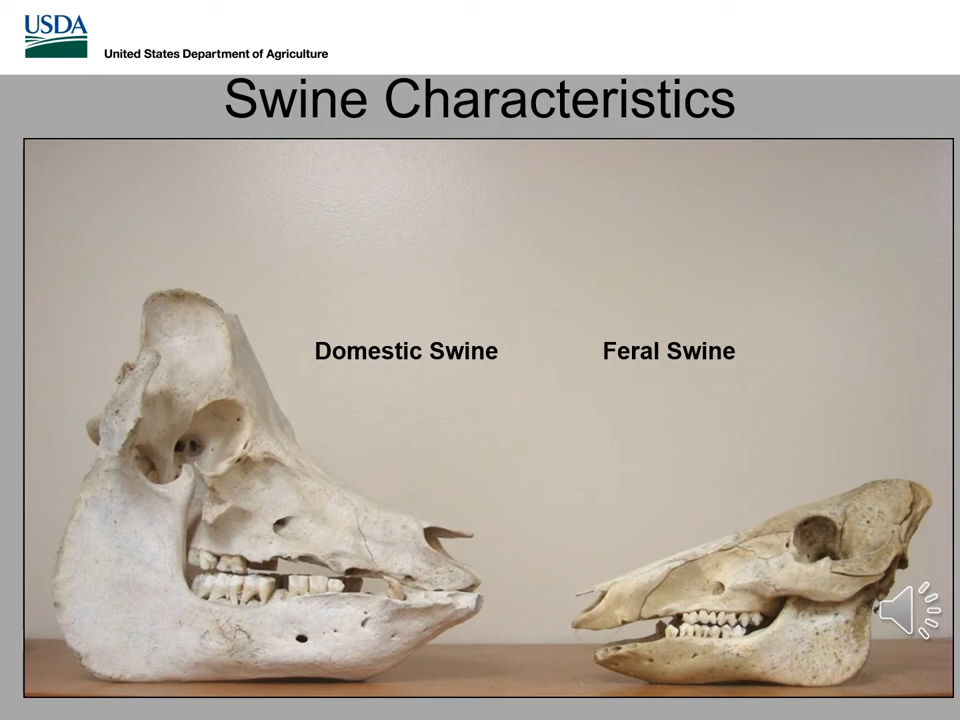 USDA
United States Department of Agriculture
Swine Characteristics
Domestic Swine
Feral Swine